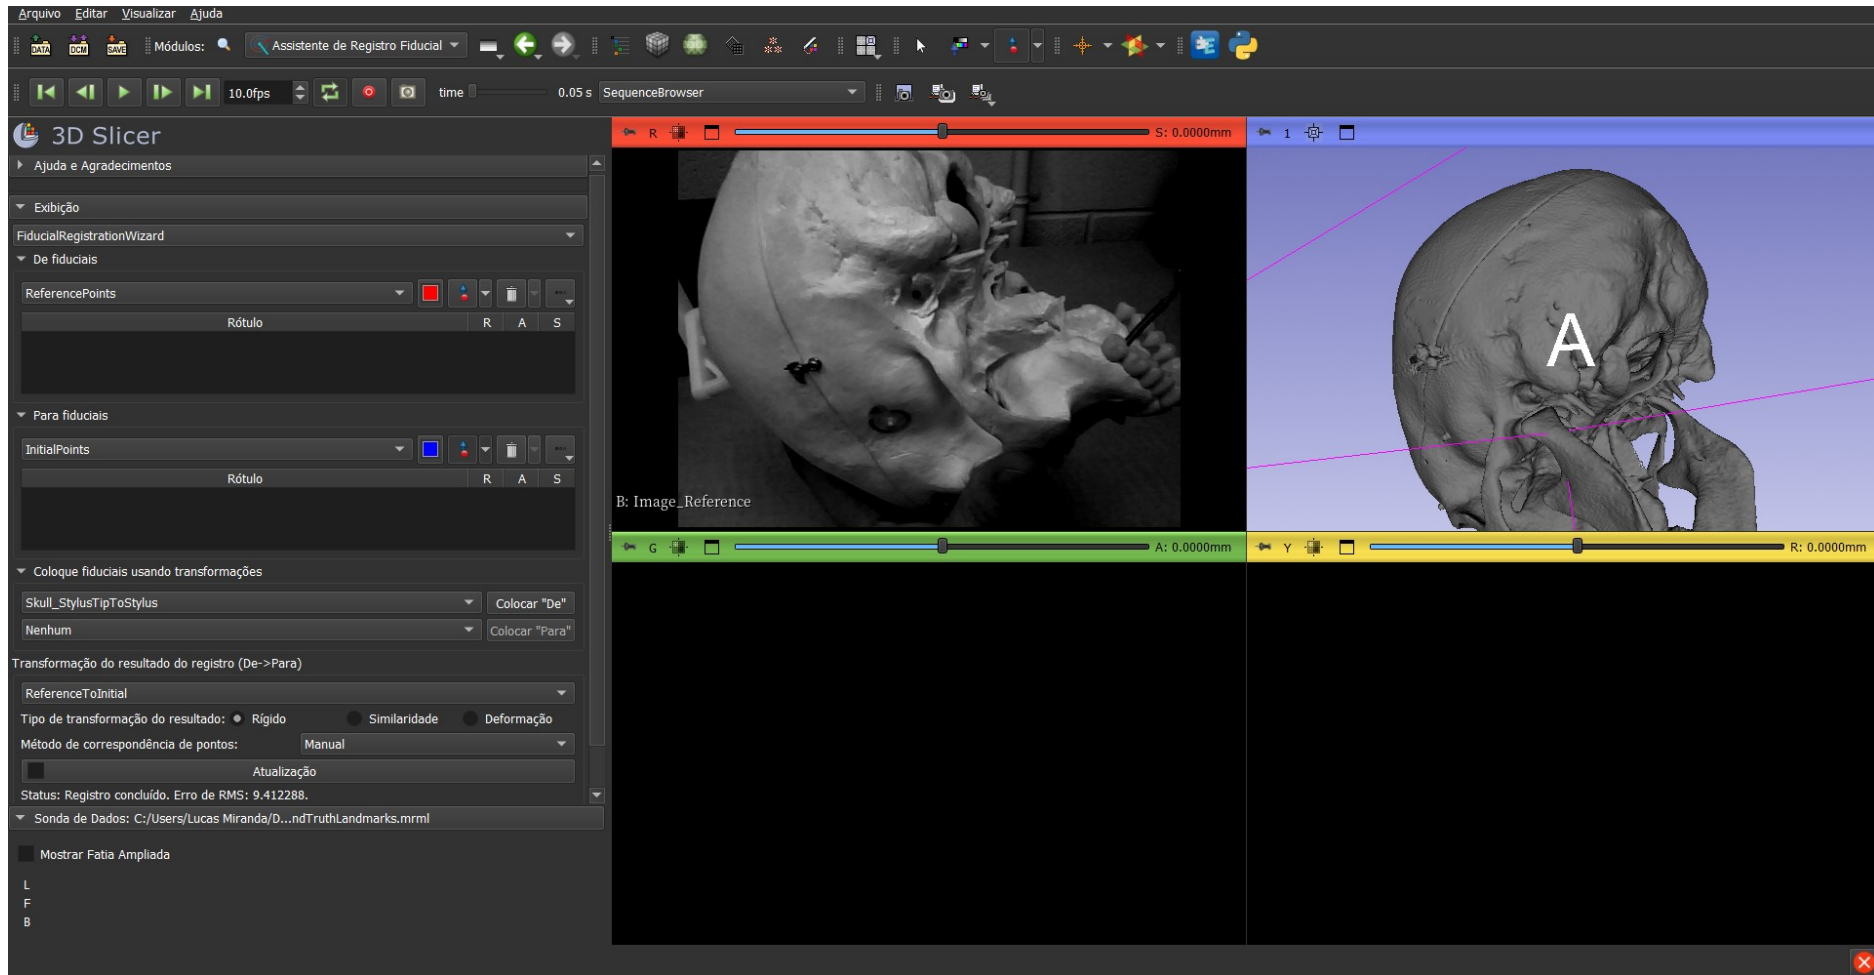 Arquivo Editar Visualizar Ajuda
DATA DCM SAVE Módulos: Assistente de Registro Fiducial
10.0fps time 0.05 s SequenceBrowser
3D Slicer
Ajuda e Agradecimentos
Exibição
FiducialRegistrationWizard
De fiduciais
ReferencePoints
Rótulo R A S
Para fiduciais
InitialPoints
Rótulo R A S
Coloque fiduciais usando transformações
Skull_StylusTipToStylus Colocar "De"
Nenhum Colocar "Para"
Transformação do resultado do registro (De->Para)
ReferenceToInitial
Tipo de transformação do resultado: Rígido Similaridade Deformação
Método de correspondência de pontos: Manual
Atualização
Status: Registro concluído. Erro de RMS: 9.412288.
Sonda de Dados: C:/Users/Lucas Miranda/D...ndTruthLandmarks.mrml
Mostrar Fatia Ampliada
L
F
B
R S: 0.0000mm
B: Image_Reference
1
A
G A: 0.0000mm
Y R: 0.0000mm